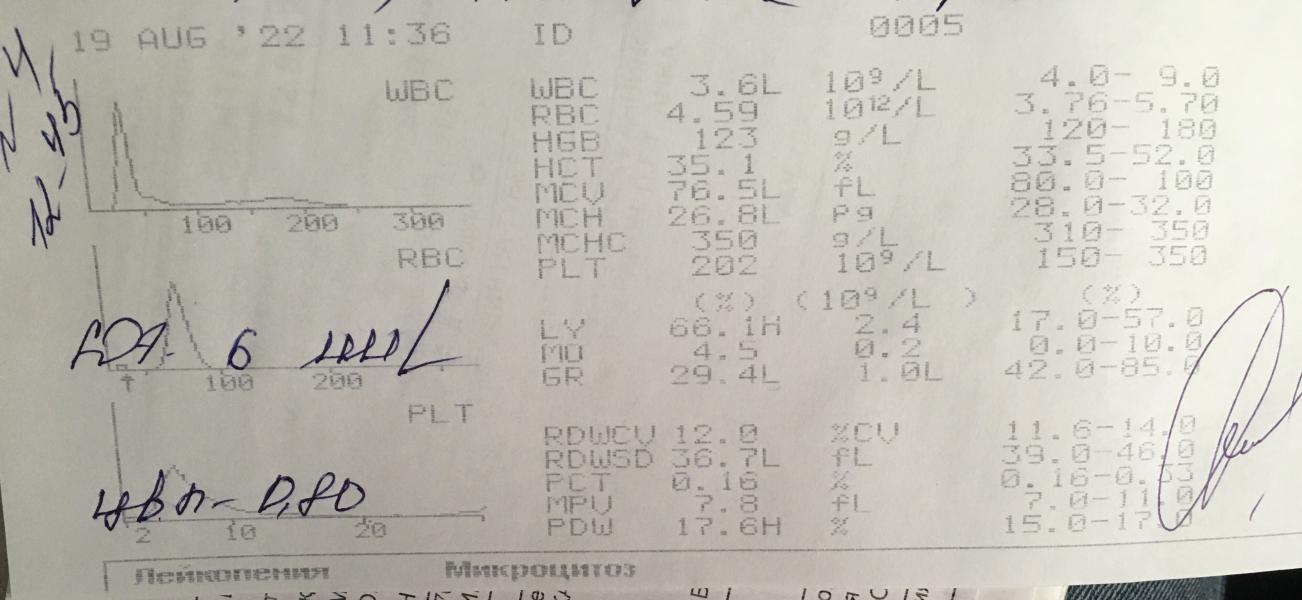 19 AUG '22 11:36 ID 0005
WBC
WBC 3.6L 10⁹/L 4.0- 9.0
RBC 4.59 10¹²/L 3.76-5.70
HGB 123 g/L 120- 180
HCT 35.1 % 33.5-52.0
MCV 76.5L fL 80.0- 100
MCH 26.8L Pg 28.0-32.0
MCHC 350 g/L 310- 350
PLT 202 10⁹/L 150- 350
100 200 300
RBC
(%) (10⁹/L ) (%)
LY 66.1H 2.4 17.0-57.0
MO 4.5 0.2 0.0-10.0
GR 29.4L 1.0L 42.0-85.0
6
100 200
PLT
RDWCV 12.0 %CV 11.6-14.0
RDWSD 36.7L fL 39.0-46.0
PCT 0.16 % 0.16-0.33
MPV 7.8 fL 7.0-11.0
PDW 17.6H % 15.0-17.0
цв.п- 0,80
2 10 20
Лейкопения Микроцитоз